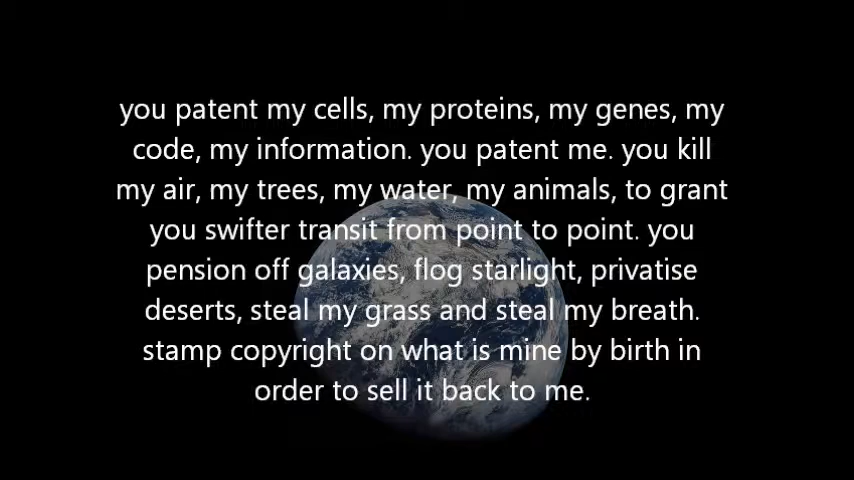 you patent my cells, my proteins, my genes, my
code, my information. you patent me. you kill
my air, my trees, my water, my animals, to grant
you swifter transit from point to point. you
pension off galaxies, flog starlight, privatise
deserts, steal my grass and steal my breath.
stamp copyright on what is mine by birth in
order to sell it back to me.